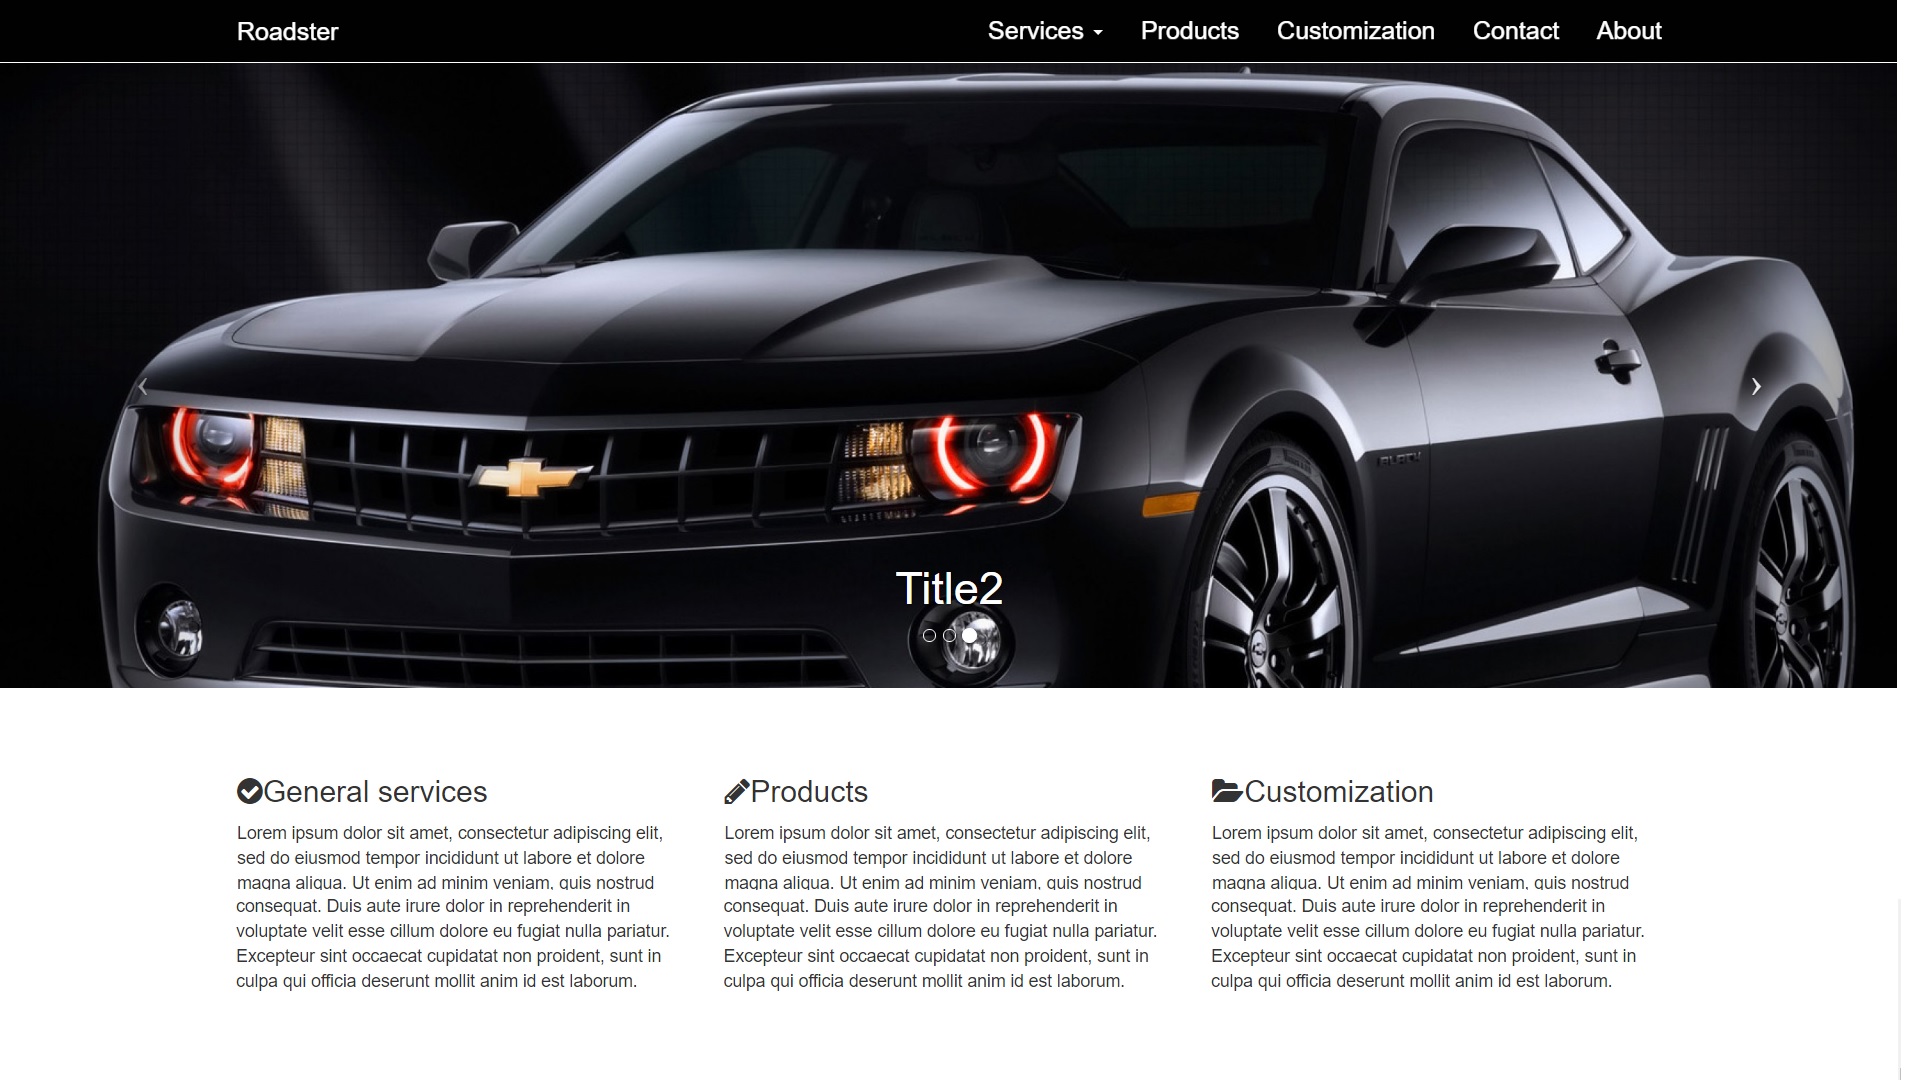 Roadster
Services Products Customization Contact About
Title2
General services
Lorem ipsum dolor sit amet, consectetur adipiscing elit,
sed do eiusmod tempor incididunt ut labore et dolore
magna aliqua. Ut enim ad minim veniam, quis nostrud
consequat. Duis aute irure dolor in reprehenderit in
voluptate velit esse cillum dolore eu fugiat nulla pariatur.
Excepteur sint occaecat cupidatat non proident, sunt in
culpa qui officia deserunt mollit anim id est laborum.
Products
Lorem ipsum dolor sit amet, consectetur adipiscing elit,
sed do eiusmod tempor incididunt ut labore et dolore
magna aliqua. Ut enim ad minim veniam, quis nostrud
consequat. Duis aute irure dolor in reprehenderit in
voluptate velit esse cillum dolore eu fugiat nulla pariatur.
Excepteur sint occaecat cupidatat non proident, sunt in
culpa qui officia deserunt mollit anim id est laborum.
Customization
Lorem ipsum dolor sit amet, consectetur adipiscing elit,
sed do eiusmod tempor incididunt ut labore et dolore
magna aliqua. Ut enim ad minim veniam, quis nostrud
consequat. Duis aute irure dolor in reprehenderit in
voluptate velit esse cillum dolore eu fugiat nulla pariatur.
Excepteur sint occaecat cupidatat non proident, sunt in
culpa qui officia deserunt mollit anim id est laborum.